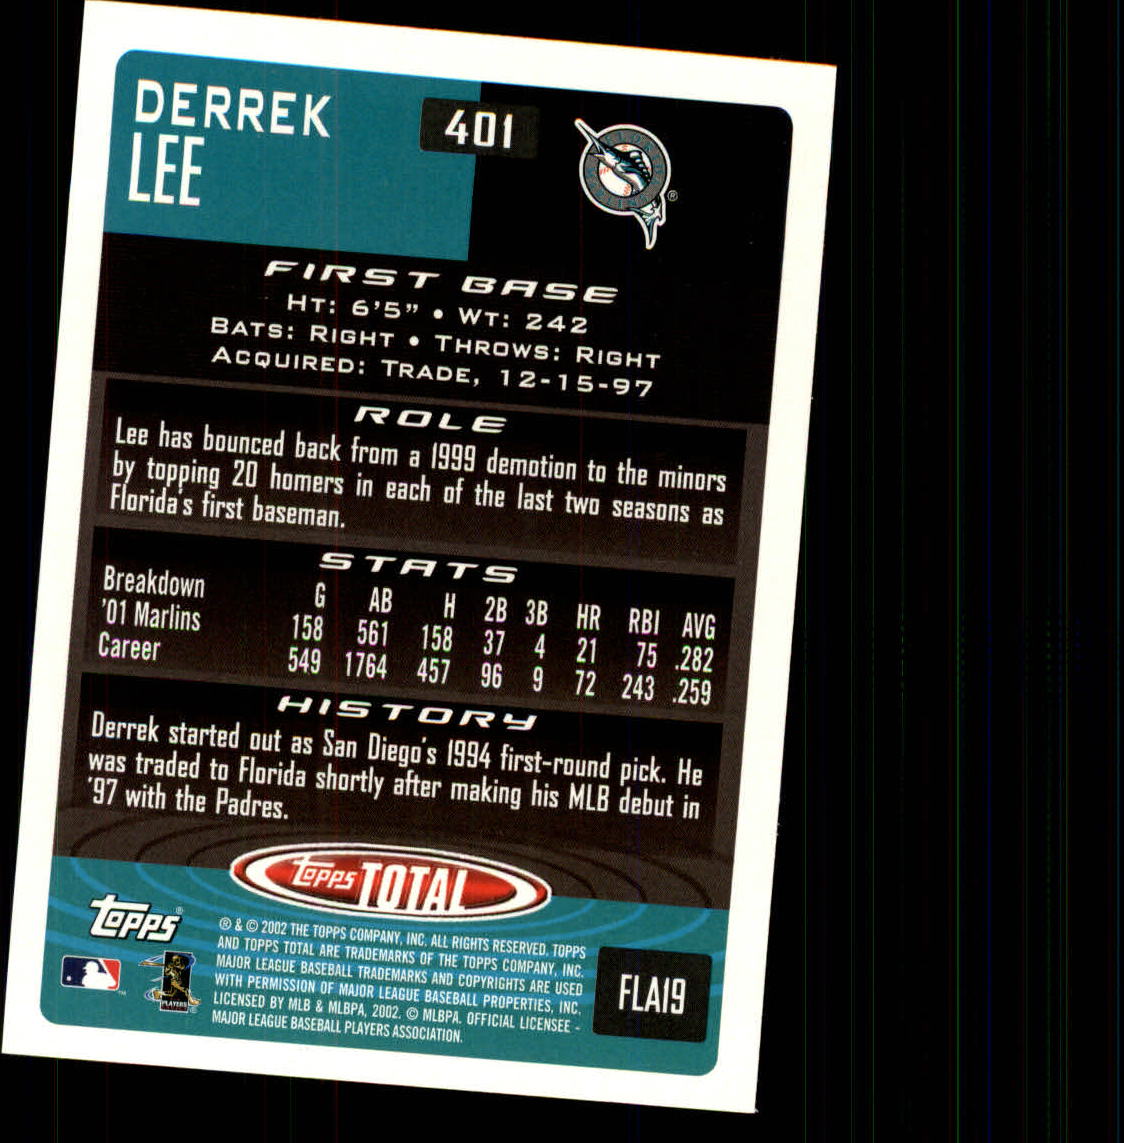 DERREK
LEE
401
®
FIRST BASE
HT: 6'5" • WT: 242
BATS: RIGHT • THROWS: RIGHT
ACQUIRED: TRADE, 12-15-97
ROLE
Lee has bounced back from a 1999 demotion to the minors
by topping 20 homers in each of the last two seasons as
Florida's first baseman.
STATS
Breakdown G AB H 2B 3B HR RBI AVG
'01 Marlins 158 561 158 37 4 21 75 .282
Career 549 1764 457 96 9 72 243 .259
HISTORY
Derrek started out as San Diego's 1994 first-round pick. He
was traded to Florida shortly after making his MLB debut in
'97 with the Padres.
topps TOTAL
topps®
® & © 2002 THE TOPPS COMPANY, INC. ALL RIGHTS RESERVED. TOPPS
AND TOPPS TOTAL ARE TRADEMARKS OF THE TOPPS COMPANY, INC.
MAJOR LEAGUE BASEBALL TRADEMARKS AND COPYRIGHTS ARE USED
WITH PERMISSION OF MAJOR LEAGUE BASEBALL PROPERTIES, INC.
LICENSED BY MLB & MLBPA, 2002. © MLBPA. OFFICIAL LICENSEE -
MAJOR LEAGUE BASEBALL PLAYERS ASSOCIATION.
™
PLAYERS
FLA19